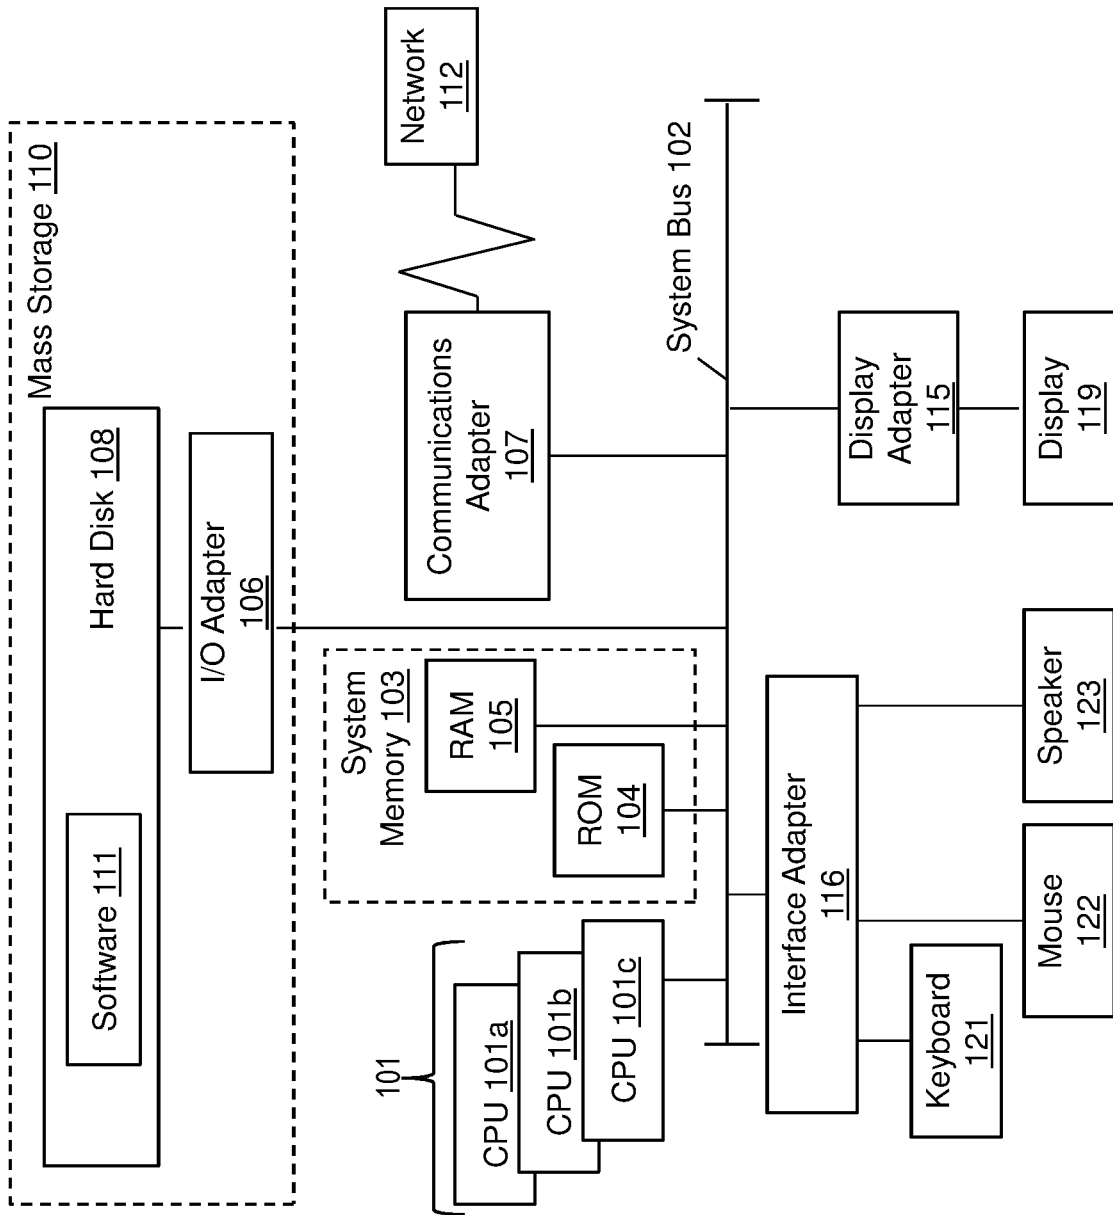 Mass Storage 110
Software 111
Hard Disk 108
I/O Adapter
106
101
CPU 101a
CPU 101b
CPU 101c
System
Memory 103
RAM
105
ROM
104
Communications
Adapter
107
Network
112
System Bus 102
Interface Adapter
116
Display
Adapter
115
Keyboard
121
Mouse
122
Speaker
123
Display
119